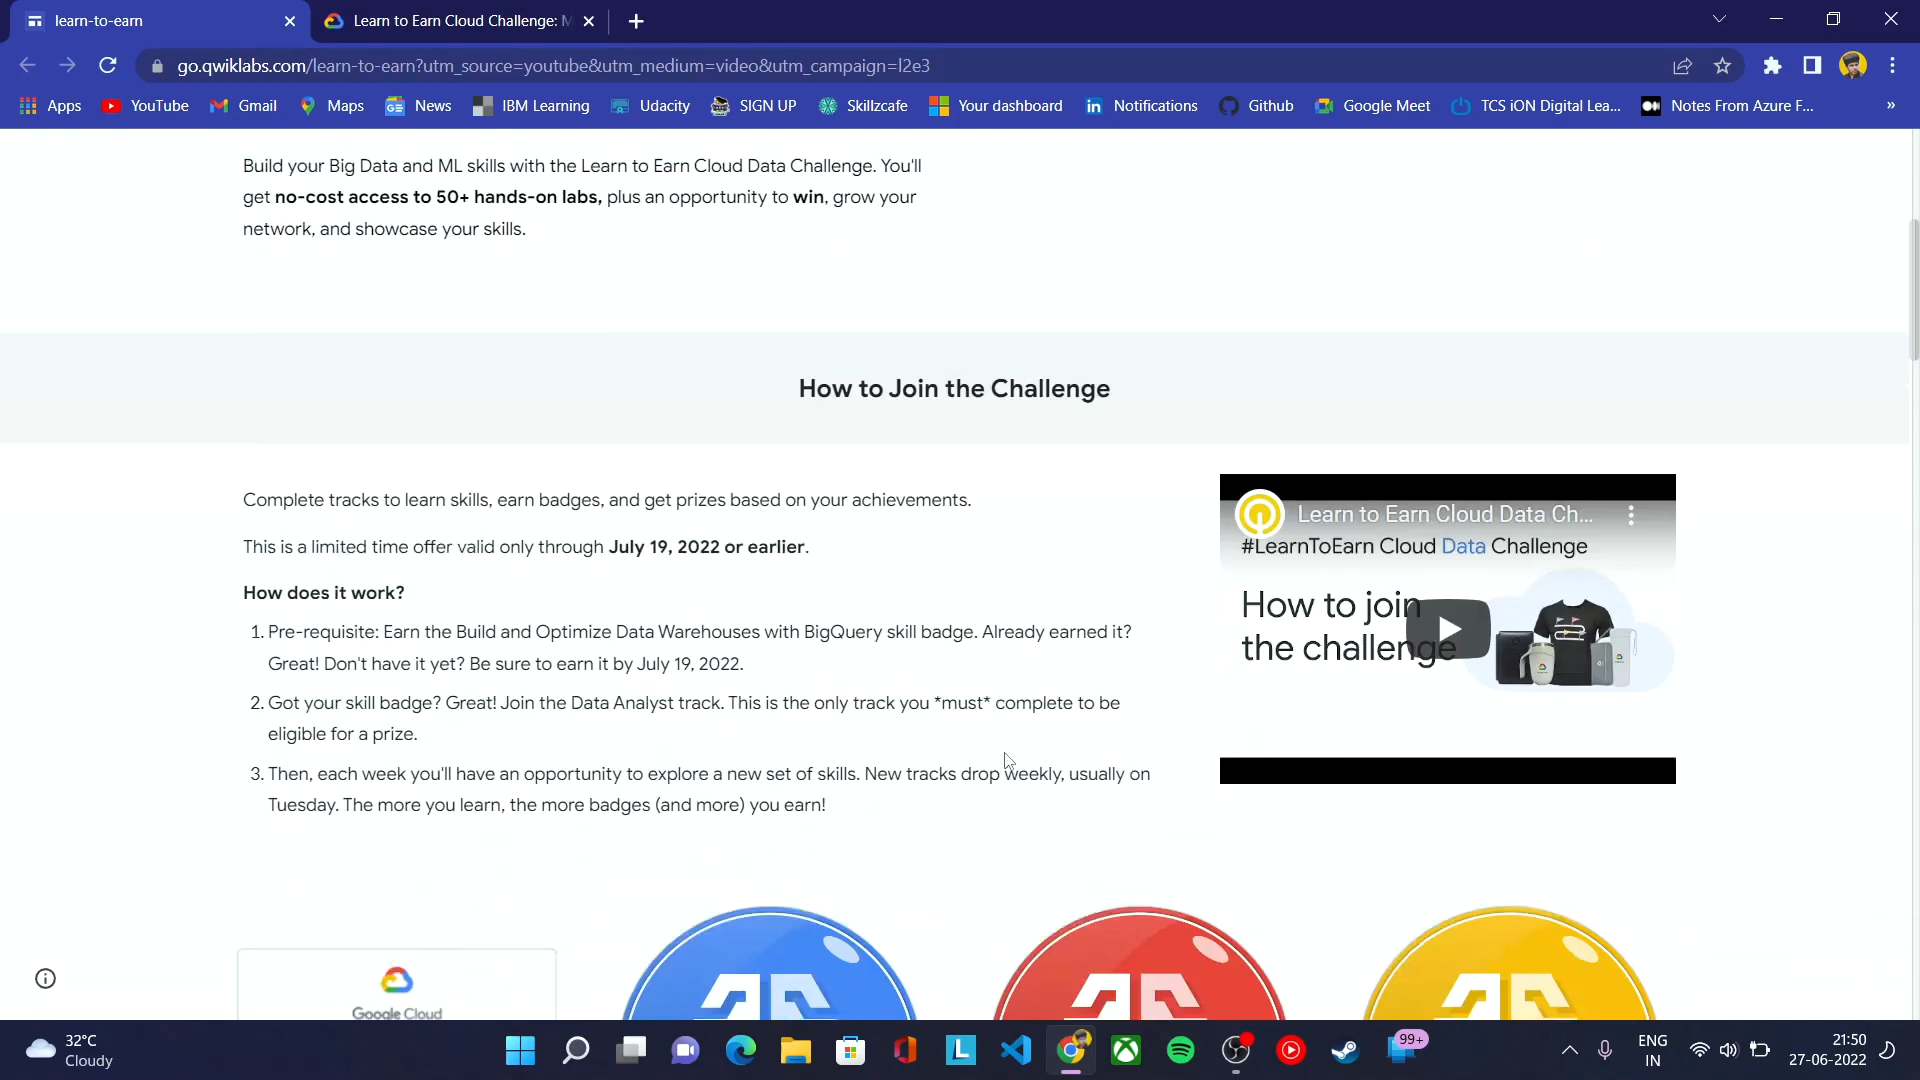 learn-to-earn
Learn to Earn Cloud Challenge: M
go.qwiklabs.com/learn-to-earn?utm_source=youtube&utm_medium=video&utm_campaign=l2e3
Apps
YouTube
Gmail
Maps
News
IBM Learning
Udacity
SIGN UP
Skillzcafe
Your dashboard
Notifications
Github
Google Meet
TCS iON Digital Lea...
Notes From Azure F...
»
Build your Big Data and ML skills with the Learn to Earn Cloud Data Challenge. You'll
get no-cost access to 50+ hands-on labs, plus an opportunity to win, grow your
network, and showcase your skills.
How to Join the Challenge
Complete tracks to learn skills, earn badges, and get prizes based on your achievements.
This is a limited time offer valid only through July 19, 2022 or earlier.
How does it work?
1. Pre-requisite: Earn the Build and Optimize Data Warehouses with BigQuery skill badge. Already earned it?
Great! Don't have it yet? Be sure to earn it by July 19, 2022.
2. Got your skill badge? Great! Join the Data Analyst track. This is the only track you *must* complete to be
eligible for a prize.
3. Then, each week you'll have an opportunity to explore a new set of skills. New tracks drop weekly, usually on
Tuesday. The more you learn, the more badges (and more) you earn!
Learn to Earn Cloud Data Ch...
#LearnToEarn Cloud Data Challenge
How to join
the challenge
Google Cloud
32°C
Cloudy
99+
ENG
IN
21:50
27-06-2022